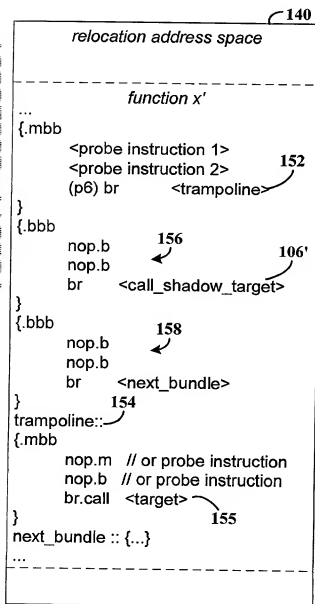 140
relocation address space
function x'
...
{.mbb
<probe instruction 1>
<probe instruction 2>
(p6) br <trampoline> 152
}
{.bbb
nop.b 156
nop.b 106'
br <call_shadow_target>
}
{.bbb
nop.b 158
nop.b
br <next_bundle>
}
trampoline:: 154
{.mbb
nop.m // or probe instruction
nop.b // or probe instruction
br.call <target>
} 155
next_bundle :: {...}
...